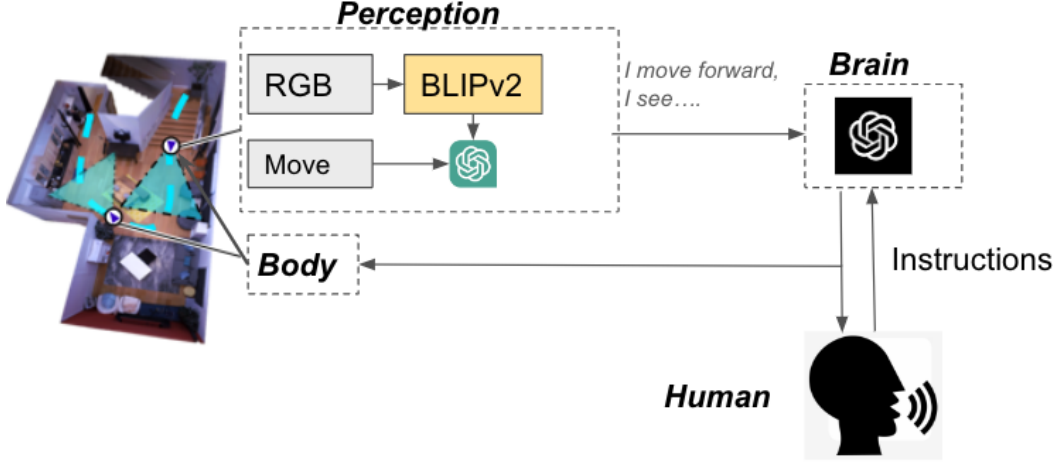 Perception
RGB
BLIPv2
Move
I move forward,
I see....
Brain
Body
Instructions
Human